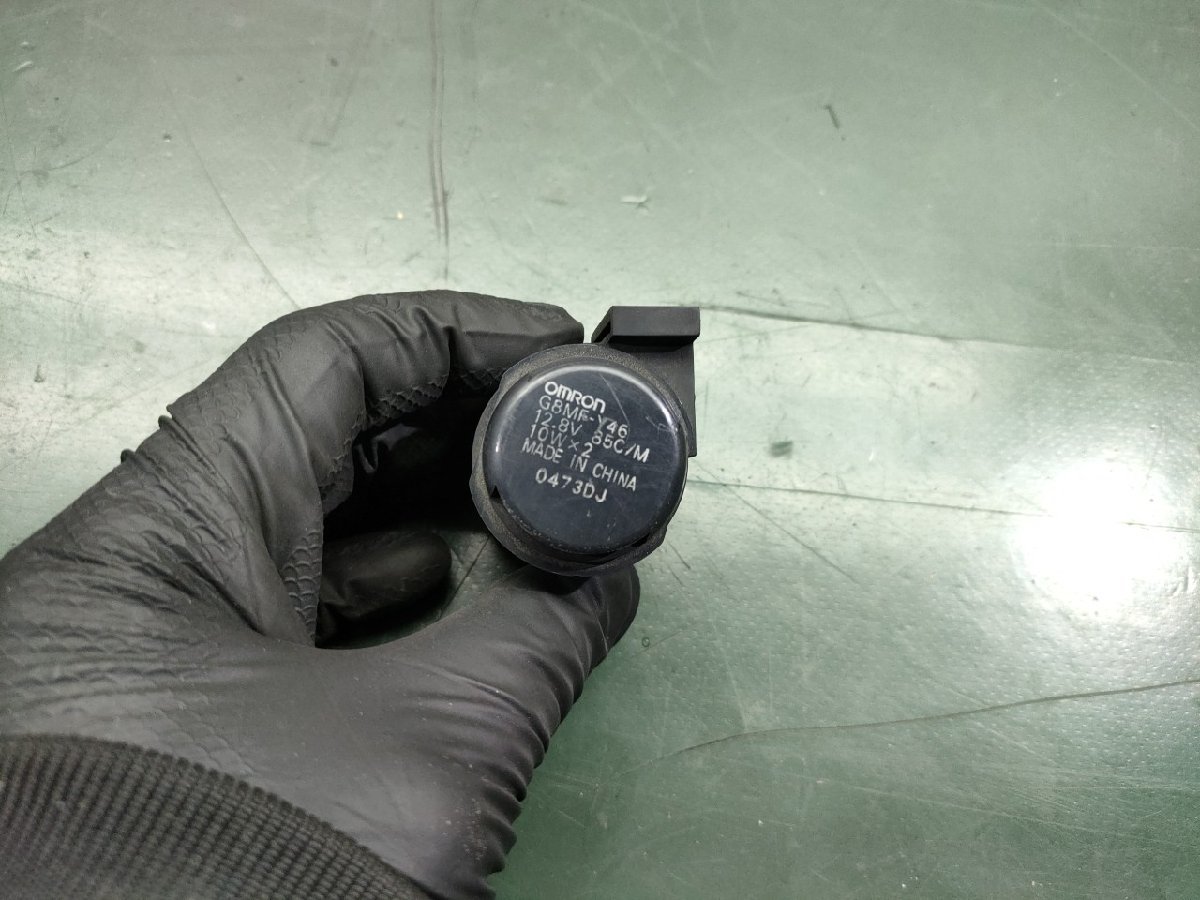 OMRON
G8MF-Y46
12.8V 85C/M
10W×2
MADE IN CHINA
0473DJ